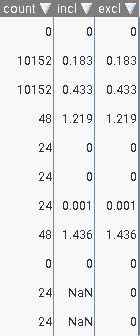 count incl excl
0 0 0
10152 0.183 0.183
10152 0.433 0.433
48 1.219 1.219
24 0 0
24 0 0
24 0.001 0.001
48 1.436 1.436
0 0 0
24 NaN 0
24 NaN 0